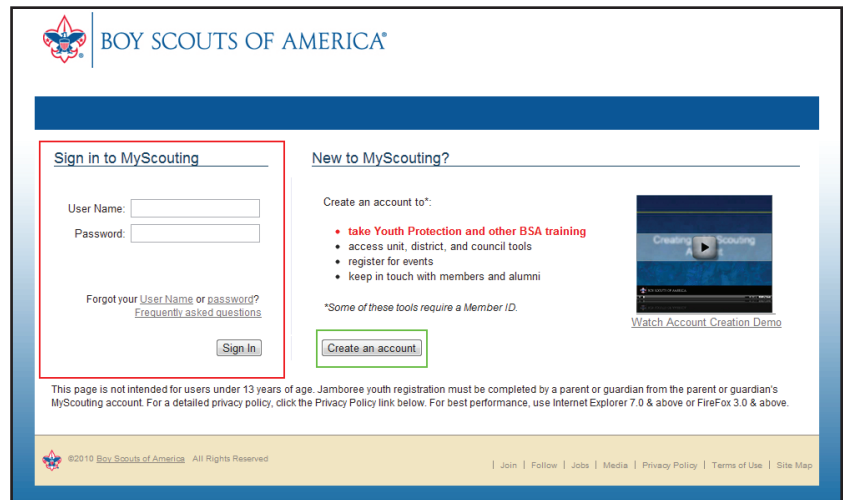 BOY SCOUTS OF AMERICA®
Sign in to MyScouting
User Name:
Password:
Forgot your User Name or password?
Frequently asked questions
Sign In
New to MyScouting?
Create an account to*:
• take Youth Protection and other BSA training
• access unit, district, and council tools
• register for events
• keep in touch with members and alumni
*Some of these tools require a Member ID.
Create an account
Watch Account Creation Demo
This page is not intended for users under 13 years of age. Jamboree youth registration must be completed by a parent or guardian from the parent or guardian's
MyScouting account. For a detailed privacy policy, click the Privacy Policy link below. For best performance, use Internet Explorer 7.0 & above or FireFox 3.0 & above.
©2010 Boy Scouts of America All Rights Reserved
| Join | Follow | Jobs | Media | Privacy Policy | Terms of Use | Site Map